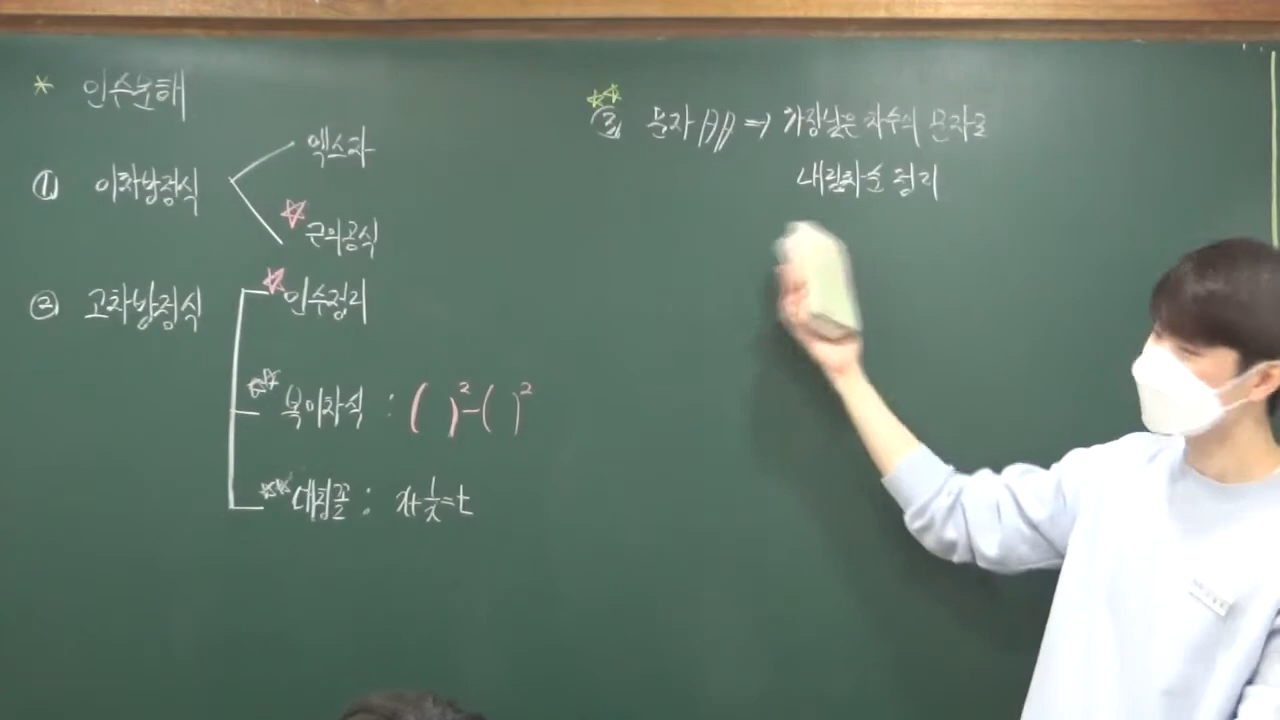 * 인수분해
① 이차방정식
엑스자
☆ 근의공식
② 고차방정식
☆ 인수정리
☆☆ 복이차식 : ( )²-( )²
☆☆ 대칭꼴 : x+1/x=t
☆☆
③ 문자 ⇒ 가장낮은 차수의 문자로
내림차순 정리